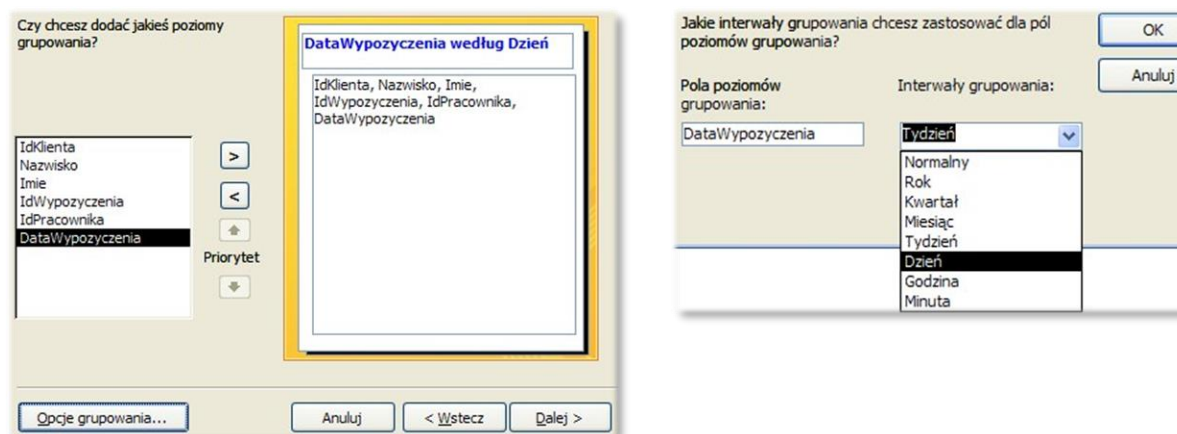 Czy chcesz dodać jakieś poziomy
grupowania?
IdKlienta
Nazwisko
Imie
IdWypozyczenia
IdPracownika
DataWypozyczenia
>
<
Priorytet
DataWypozyczenia według Dzień
IdKlienta, Nazwisko, Imie,
IdWypozyczenia, IdPracownika,
DataWypozyczenia
Opcje grupowania...
Anuluj
< Wstecz
Dalej >
Jakie interwały grupowania chcesz zastosować dla pól
poziomów grupowania?
OK
Anuluj
Pola poziomów
grupowania:
Interwały grupowania:
DataWypozyczenia
Tydzień
Normalny
Rok
Kwartał
Miesiąc
Tydzień
Dzień
Godzina
Minuta